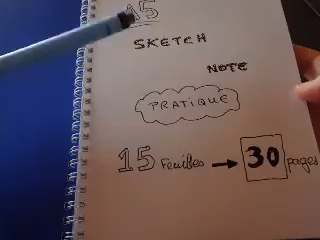 15
SKETCH
NOTE
PRATIQUE
15 Feuilles → 30 pages